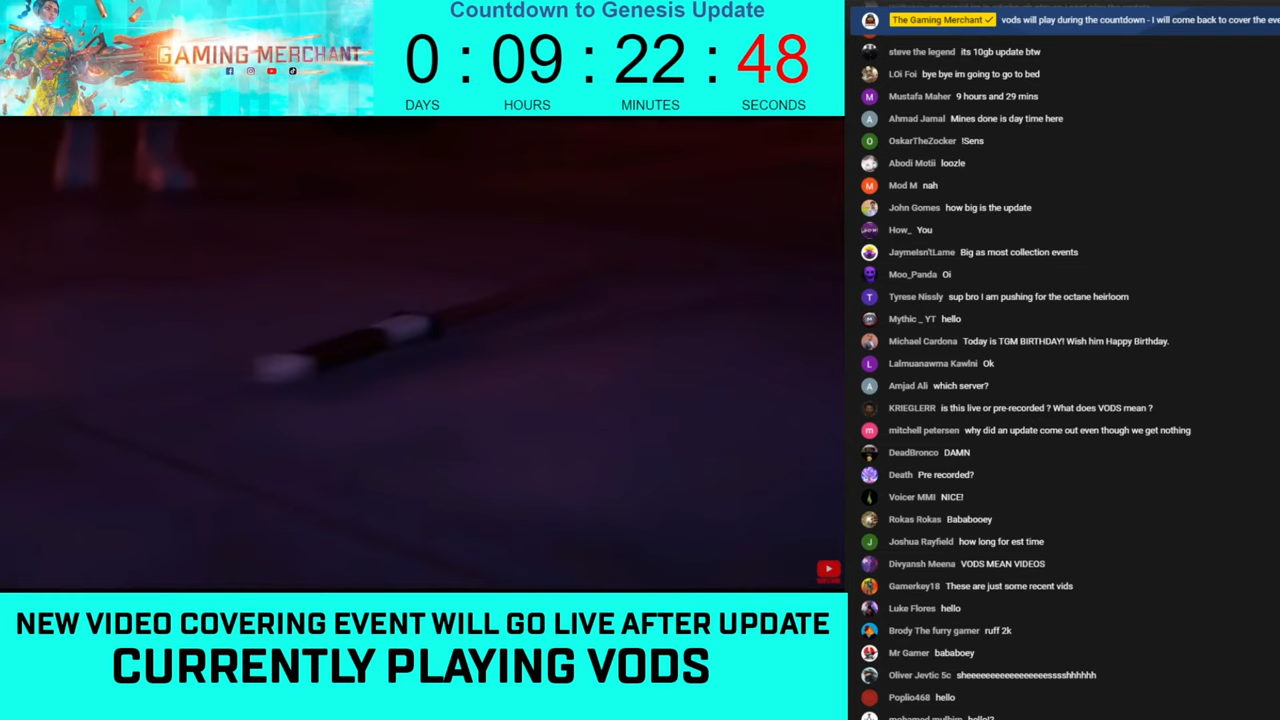 GAMING MERCHANT
Countdown to Genesis Update
0 : 09 : 22 : 48
DAYS HOURS MINUTES SECONDS
NEW VIDEO COVERING EVENT WILL GO LIVE AFTER UPDATE
CURRENTLY PLAYING VODS
The Gaming Merchant vods will play during the countdown - I will come back to cover the eve
steve the legend its 10gb update btw
LOi Foi bye bye im going to go to bed
M Mustafa Maher 9 hours and 29 mins
A Ahmad Jamal Mines done is day time here
O OskarTheZocker !Sens
Abodi Motii loozle
M Mod M nah
John Gomes how big is the update
How_ You
JaymeIsn'tLame Big as most collection events
Moo_Panda Oi
T Tyrese Nissly sup bro I am pushing for the octane heirloom
Mythic _ YT hello
Michael Cardona Today is TGM BIRTHDAY! Wish him Happy Birthday.
L Lalmuanawma Kawlni Ok
A Amjad Ali which server?
KRIEGLERR is this live or pre-recorded ? What does VODS mean ?
m mitchell petersen why did an update come out even though we get nothing
DeadBronco DAMN
Death Pre recorded?
Voicer MMI NICE!
Rokas Rokas Bababooey
J Joshua Rayfield how long for est time
Divyansh Meena VODS MEAN VIDEOS
Gamerkey18 These are just some recent vids
Luke Flores hello
Brody The furry gamer ruff 2k
Mr Gamer bababoey
Oliver Jevtic 5c sheeeeeeeeeeeeeeeesssshhhhhh
Poplio468 hello